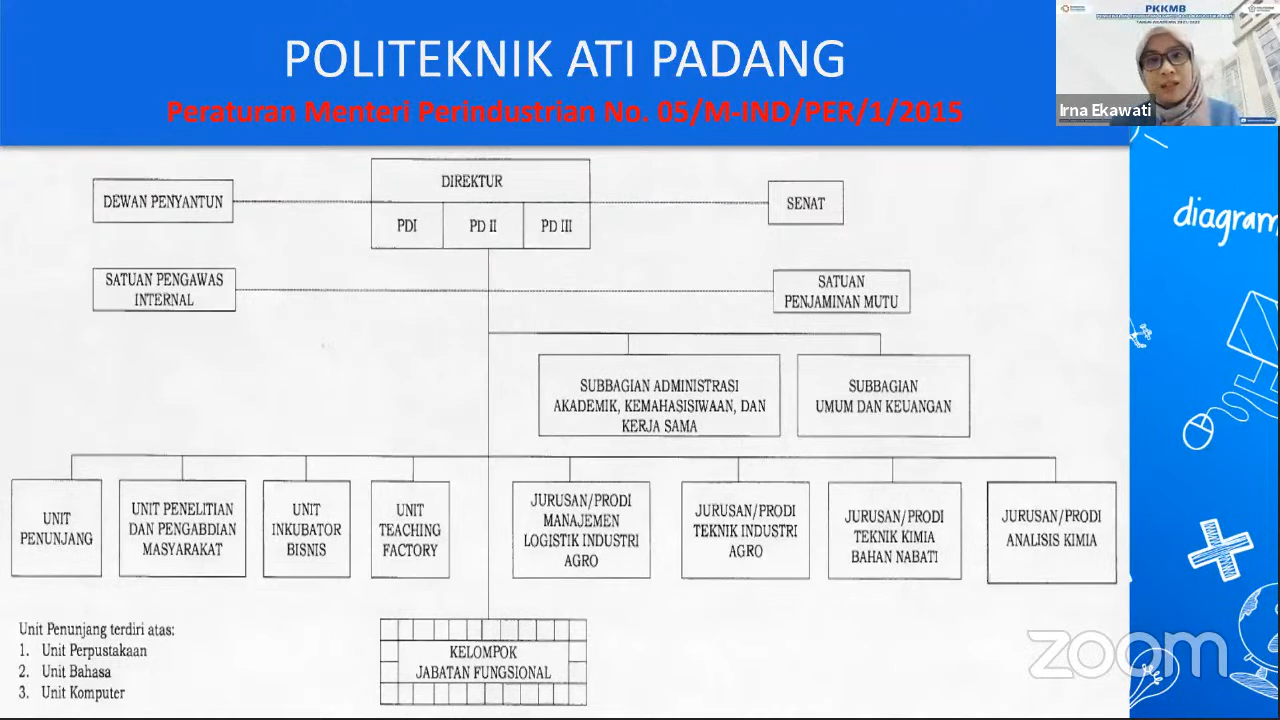 POLITEKNIK ATI PADANG
Peraturan Menteri Perindustrian No. 05/M-IND/PER/1/2015
PKKMB
Irna Ekawati
diagram
DEWAN PENYANTUN
DIREKTUR
PDI
PD II
PD III
SENAT
SATUAN PENGAWAS
INTERNAL
SATUAN
PENJAMINAN MUTU
SUBBAGIAN ADMINISTRASI
AKADEMIK, KEMAHASISIWAAN, DAN
KERJA SAMA
SUBBAGIAN
UMUM DAN KEUANGAN
UNIT
PENUNJANG
UNIT PENELITIAN
DAN PENGABDIAN
MASYARAKAT
UNIT
INKUBATOR
BISNIS
UNIT
TEACHING
FACTORY
JURUSAN/PRODI
MANAJEMEN
LOGISTIK INDUSTRI
AGRO
JURUSAN/PRODI
TEKNIK INDUSTRI
AGRO
JURUSAN/PRODI
TEKNIK KIMIA
BAHAN NABATI
JURUSAN/PRODI
ANALISIS KIMIA
Unit Penunjang terdiri atas:
1. Unit Perpustakaan
2. Unit Bahasa
3. Unit Komputer
KELOMPOK
JABATAN FUNGSIONAL
zoom